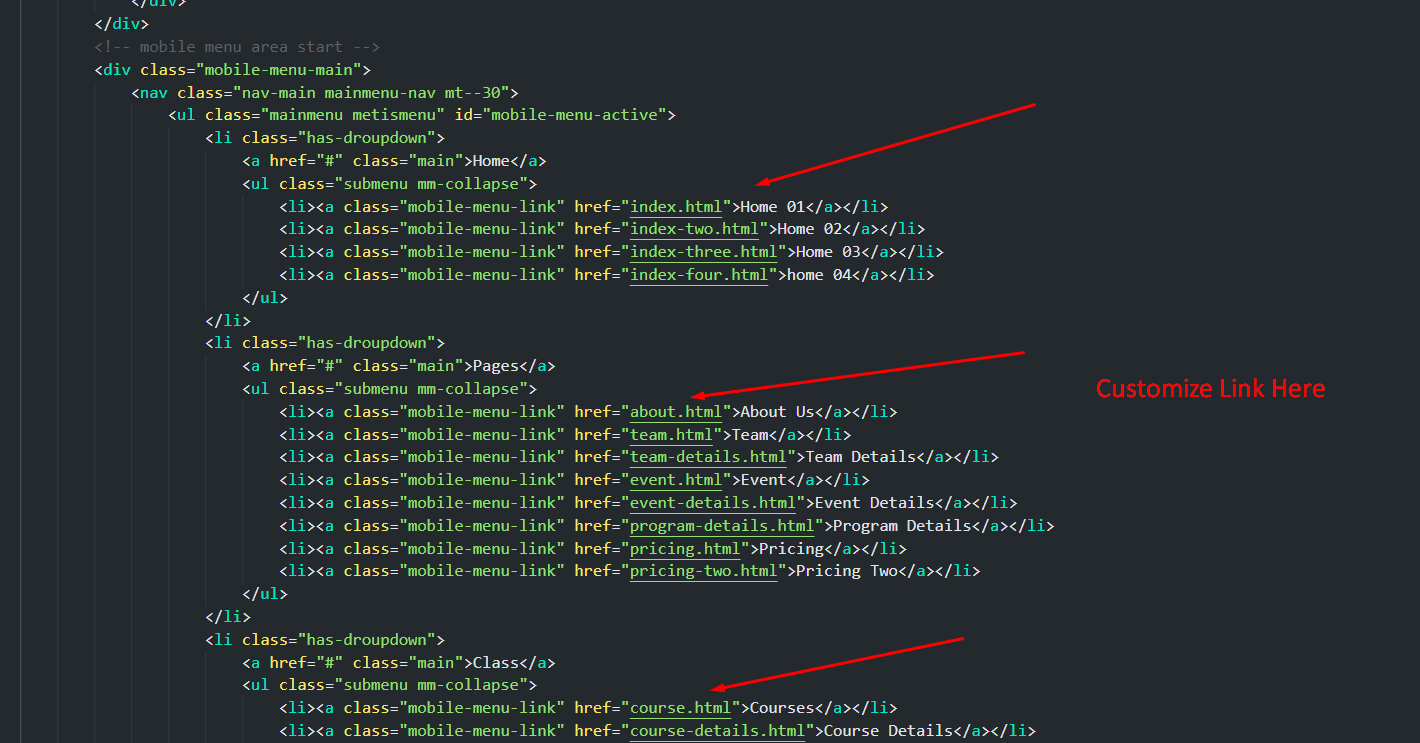 </div>
</div>
<!-- mobile menu area start -->
<div class="mobile-menu-main">
<nav class="nav-main mainmenu-nav mt--30">
<ul class="mainmenu metismenu" id="mobile-menu-active">
<li class="has-droupdown">
<a href="#" class="main">Home</a>
<ul class="submenu mm-collapse">
<li><a class="mobile-menu-link" href="index.html">Home 01</a></li>
<li><a class="mobile-menu-link" href="index-two.html">Home 02</a></li>
<li><a class="mobile-menu-link" href="index-three.html">Home 03</a></li>
<li><a class="mobile-menu-link" href="index-four.html">home 04</a></li>
</ul>
</li>
<li class="has-droupdown">
<a href="#" class="main">Pages</a>
<ul class="submenu mm-collapse">
Customize Link Here
<li><a class="mobile-menu-link" href="about.html">About Us</a></li>
<li><a class="mobile-menu-link" href="team.html">Team</a></li>
<li><a class="mobile-menu-link" href="team-details.html">Team Details</a></li>
<li><a class="mobile-menu-link" href="event.html">Event</a></li>
<li><a class="mobile-menu-link" href="event-details.html">Event Details</a></li>
<li><a class="mobile-menu-link" href="program-details.html">Program Details</a></li>
<li><a class="mobile-menu-link" href="pricing.html">Pricing</a></li>
<li><a class="mobile-menu-link" href="pricing-two.html">Pricing Two</a></li>
</ul>
</li>
<li class="has-droupdown">
<a href="#" class="main">Class</a>
<ul class="submenu mm-collapse">
<li><a class="mobile-menu-link" href="course.html">Courses</a></li>
<li><a class="mobile-menu-link" href="course-details.html">Course Details</a></li>